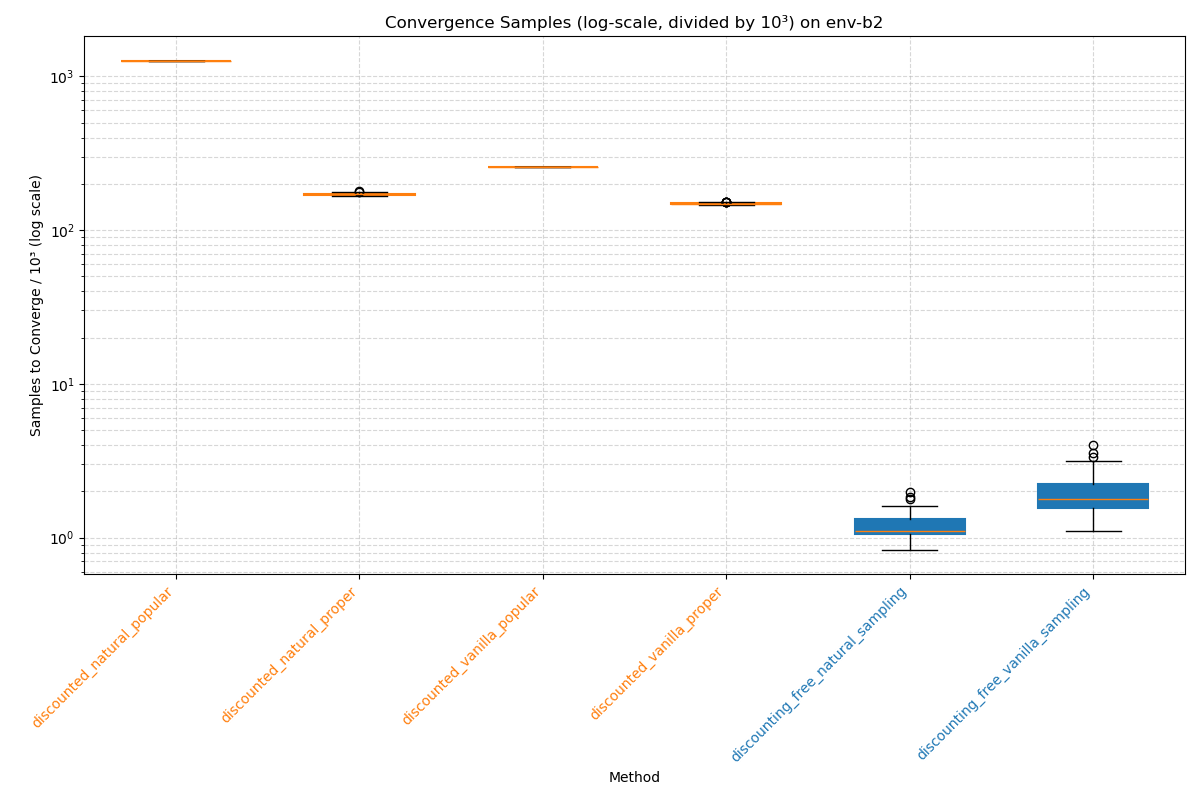 Convergence Samples (log-scale, divided by 10³) on env-b2
Samples to Converge / 10³ (log scale)
10³
10²
10¹
10⁰
discounted_natural_popular
discounted_natural_proper
discounted_vanilla_popular
discounted_vanilla_proper
discounting_free_natural_sampling
discounting_free_vanilla_sampling
Method